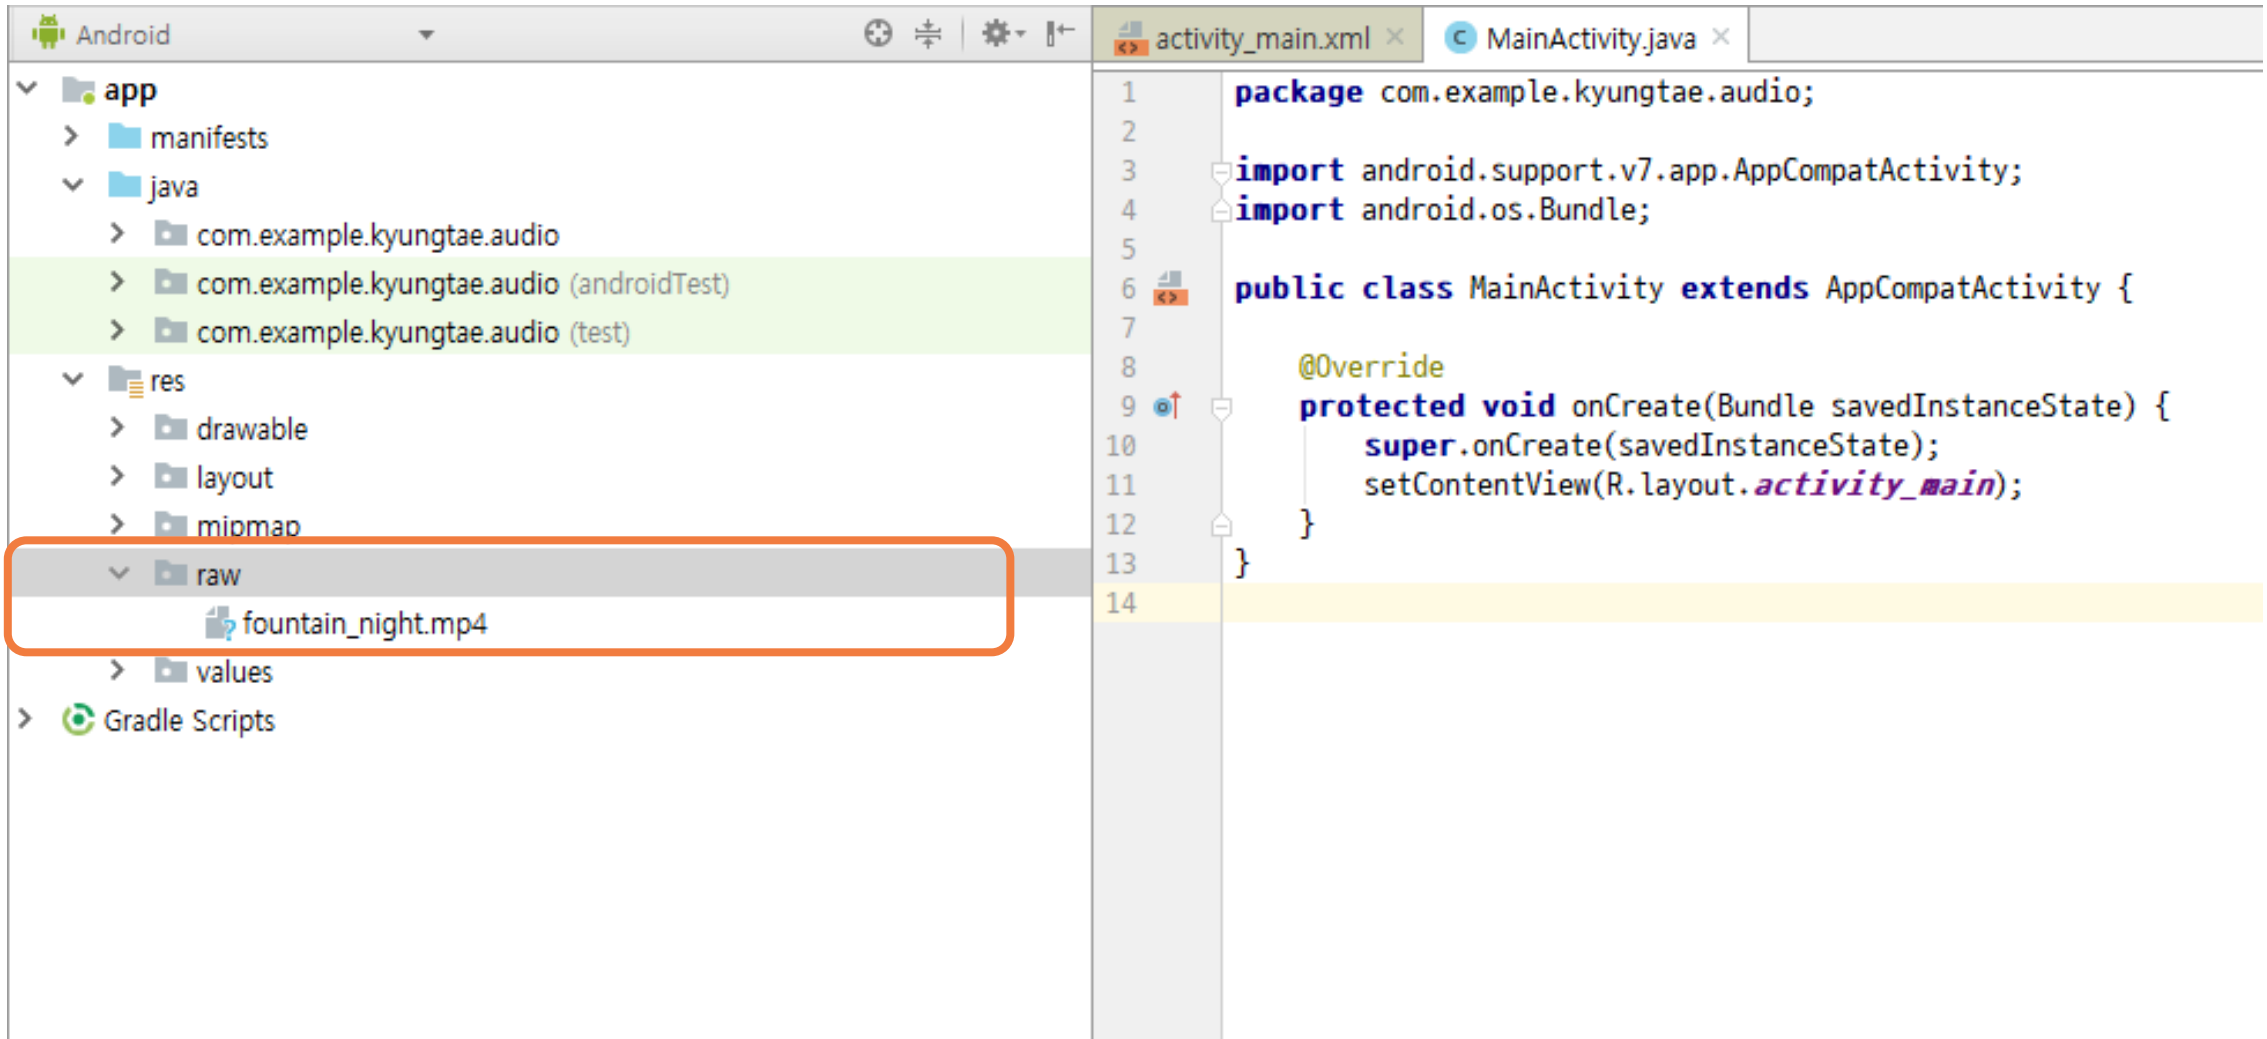 Android
app
manifests
java
com.example.kyungtae.audio
com.example.kyungtae.audio (androidTest)
com.example.kyungtae.audio (test)
res
drawable
layout
mipmap
raw
fountain_night.mp4
values
Gradle Scripts
activity_main.xml
MainActivity.java
1 package com.example.kyungtae.audio;
2
3 import android.support.v7.app.AppCompatActivity;
4 import android.os.Bundle;
5
6 public class MainActivity extends AppCompatActivity {
7
8 @Override
9 protected void onCreate(Bundle savedInstanceState) {
10 super.onCreate(savedInstanceState);
11 setContentView(R.layout.activity_main);
12 }
13 }
14